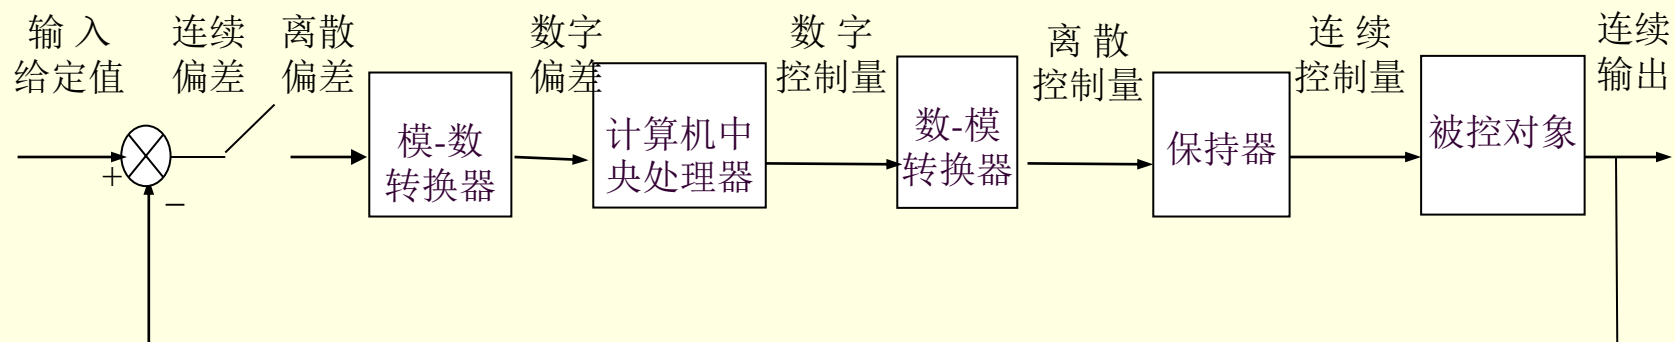 输 入
给定值
连续
偏差
离散
偏差
数字
偏差
数 字
控制量
离 散
控制量
连 续
控制量
连续
输出
+
−
模-数
转换器
计算机中
央处理器
数-模
转换器
保持器
被控对象